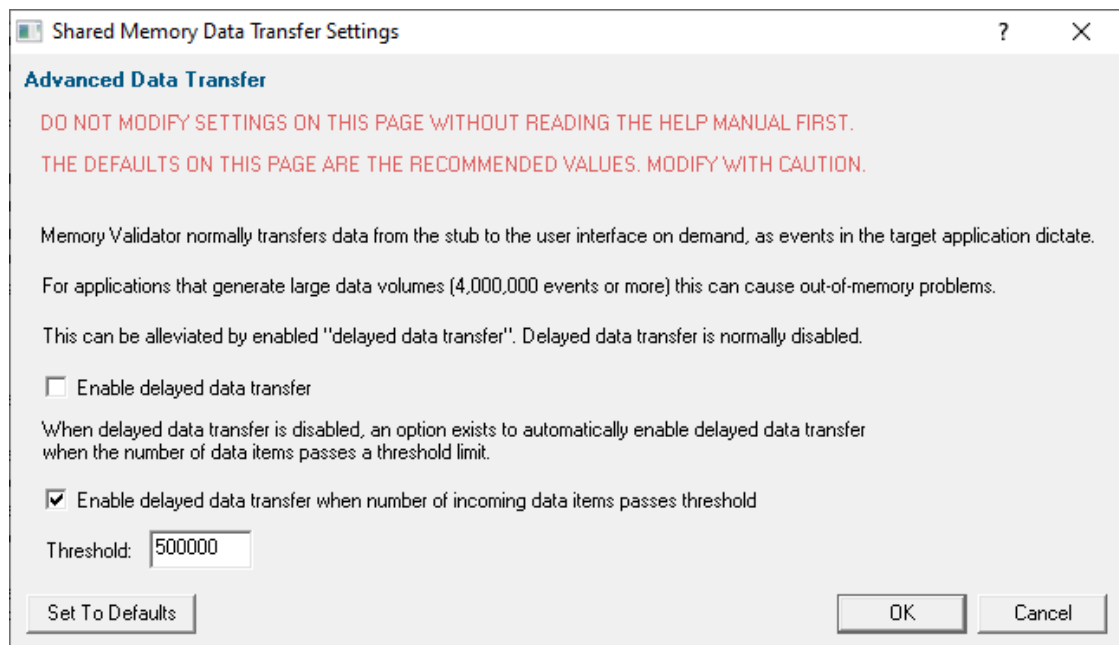 Shared Memory Data Transfer Settings
Advanced Data Transfer
DO NOT MODIFY SETTINGS ON THIS PAGE WITHOUT READING THE HELP MANUAL FIRST.
THE DEFAULTS ON THIS PAGE ARE THE RECOMMENDED VALUES. MODIFY WITH CAUTION.
Memory Validator normally transfers data from the stub to the user interface on demand, as events in the target application dictate.
For applications that generate large data volumes (4,000,000 events or more) this can cause out-of-memory problems.
This can be alleviated by enabled "delayed data transfer". Delayed data transfer is normally disabled.
Enable delayed data transfer
When delayed data transfer is disabled, an option exists to automatically enable delayed data transfer
when the number of data items passes a threshold limit.
Enable delayed data transfer when number of incoming data items passes threshold
Threshold: 500000
Set To Defaults OK Cancel